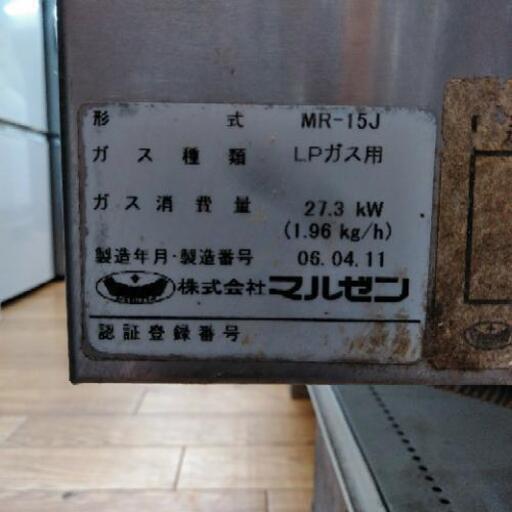 形式 MR-15J
ガス種類 LPガス用
ガス消費量 27.3 kW
(1.96 kg/h)
製造年月・製造番号 06.04.11
株式会社マルゼン
認証登録番号